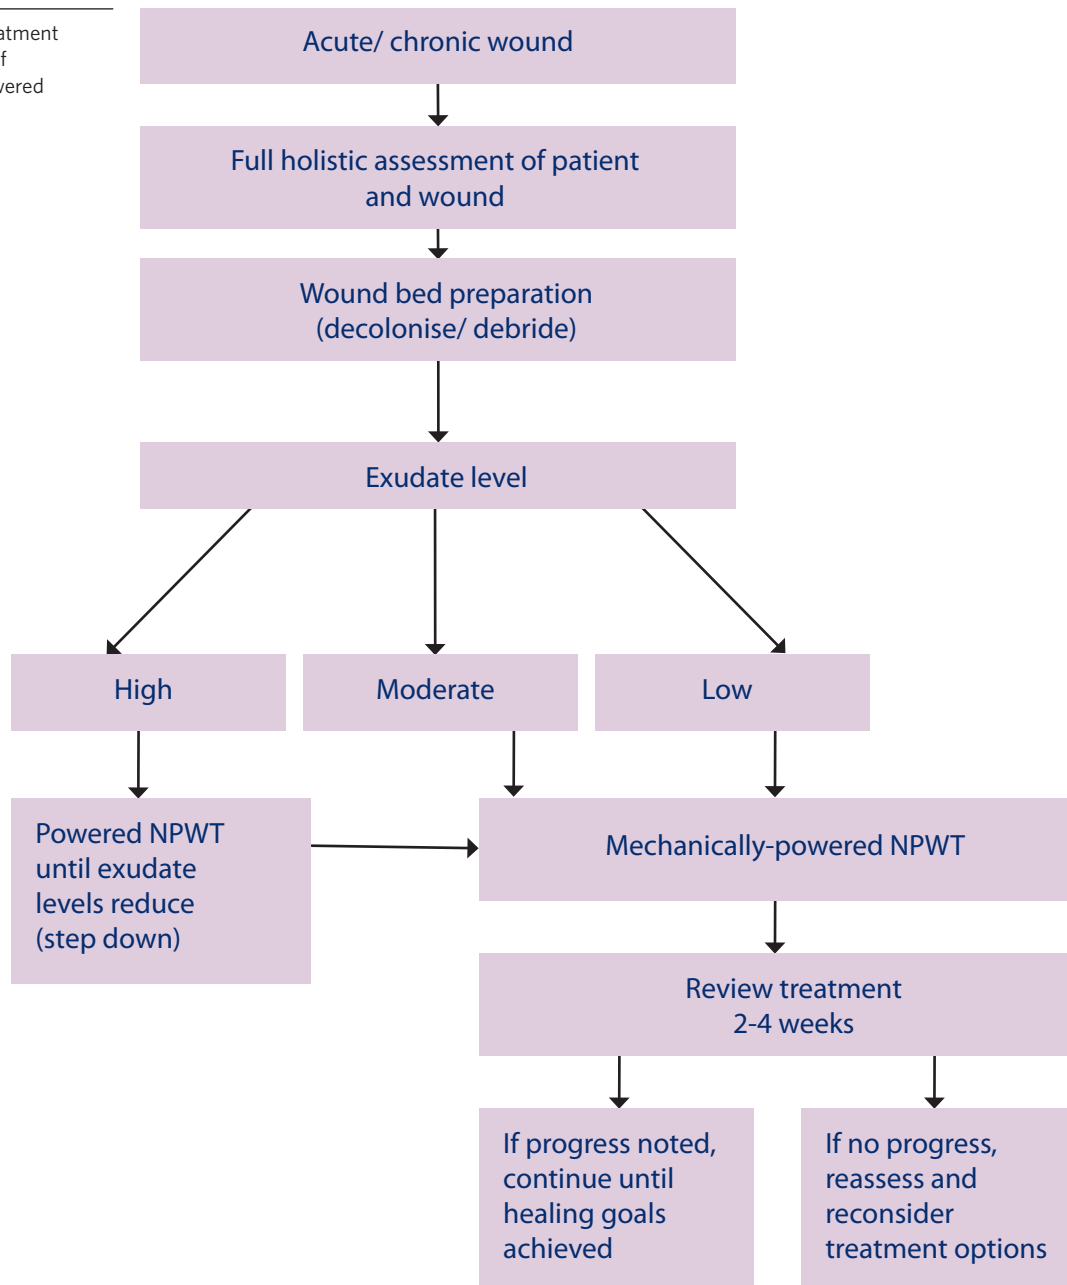 atment
f
vered
Acute/ chronic wound
Full holistic assessment of patient
and wound
Wound bed preparation
(decolonise/ debride)
Exudate level
High
Moderate
Low
Powered NPWT
until exudate
levels reduce
(step down)
Mechanically-powered NPWT
Review treatment
2-4 weeks
If progress noted,
continue until
healing goals
achieved
If no progress,
reassess and
reconsider
treatment options